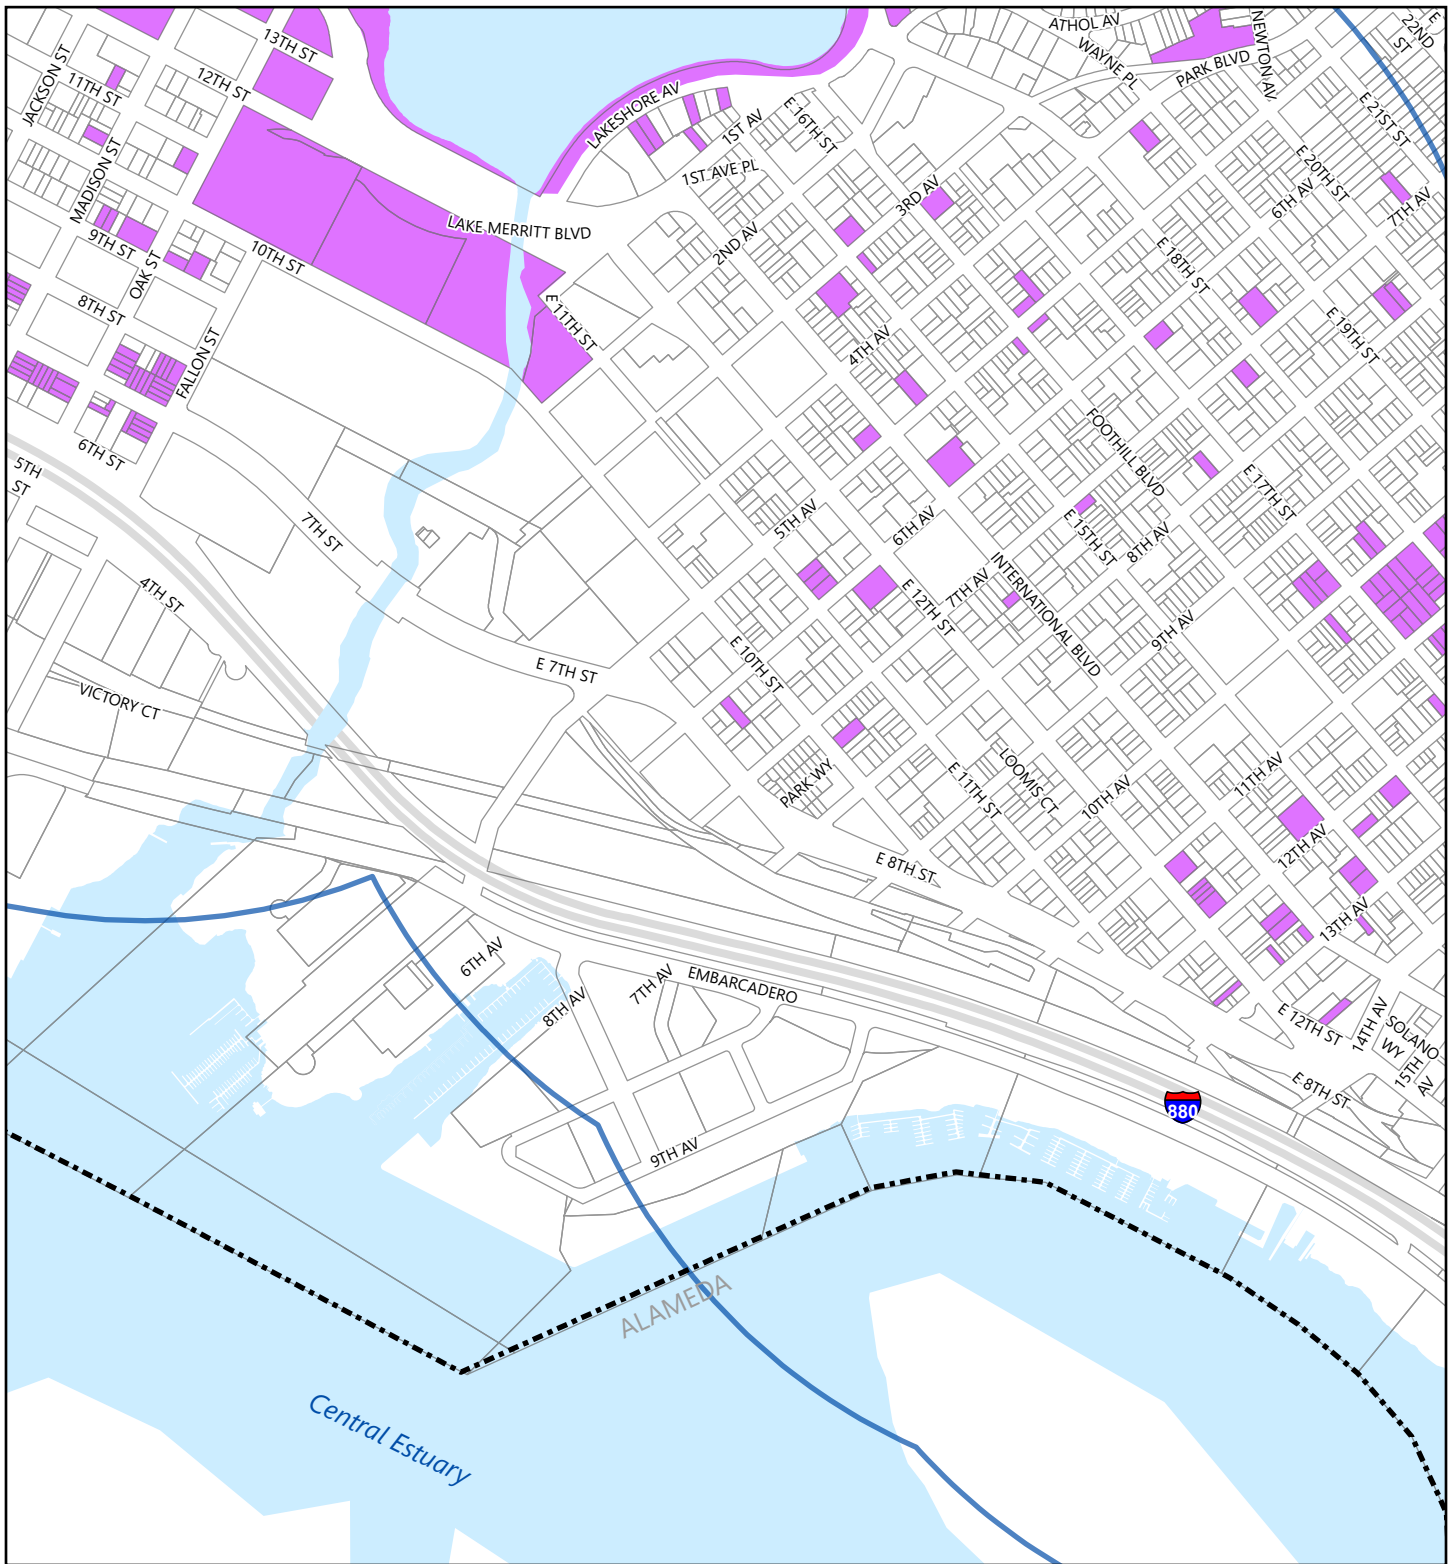 ATHOL AV
NEWTON AV
22ND
ST
E
13TH ST
WAYNE PL
PARK BLVD
JACKSON ST
11TH ST
12TH ST
LAKESHORE AV
1ST AV
E 16TH ST
E 21ST ST
MADISON ST
1ST AVE PL
3RD AV
E 20TH ST
6TH AV
7TH AV
9TH ST
OAK ST
10TH ST
LAKE MERRITT BLVD
2ND AV
E 18TH ST
8TH ST
FALLON ST
E 11TH ST
4TH AV
E 19TH ST
6TH ST
5TH
ST
7TH ST
4TH ST
5TH AV
6TH AV
FOOTHILL BLVD
E 17TH ST
E 15TH ST
8TH AV
7TH AV
INTERNATIONAL BLVD
E 12TH ST
9TH AV
E 10TH ST
E 7TH ST
VICTORY CT
PARK WY
LOOMIS CT
E 11TH ST
10TH AV
11TH AV
12TH AV
E 8TH ST
13TH AV
6TH AV
7TH AV
EMBARCADERO
8TH AV
E 12TH ST
14TH AV
SOLANO
WY
15TH
AV
E 8TH ST
880
9TH AV
ALAMEDA
Central Estuary